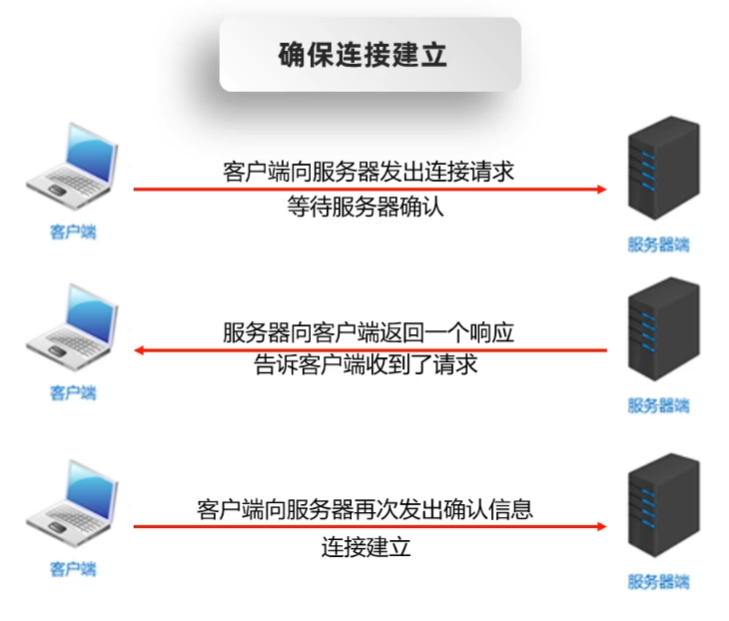 确保连接建立
客户端向服务器发出连接请求
等待服务器确认
客户端
服务器端
服务器向客户端返回一个响应
告诉客户端收到了请求
客户端
服务器端
客户端向服务器再次发出确认信息
连接建立
客户端
服务器端